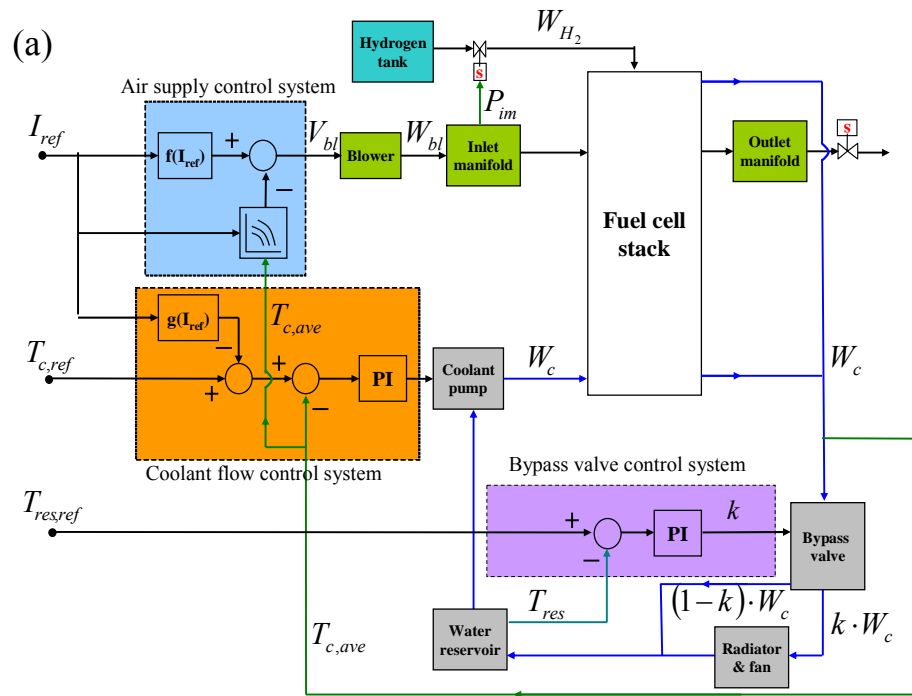 (a)
Hydrogen
tank
W_{H_2}
s
P_{im}
Air supply control system
I_{ref}
f(I_{ref})
+
−
V_{bl}
Blower
W_{bl}
Inlet
manifold
Fuel cell
stack
Outlet
manifold
s
g(I_{ref})
−
T_{c,ave}
T_{c,ref}
+
+
−
PI
Coolant
pump
W_c
W_c
Coolant flow control system
Bypass valve control system
T_{res,ref}
+
−
PI
k
Bypass
valve
T_{res}
(1−k)·W_c
k·W_c
T_{c,ave}
Water
reservoir
Radiator
& fan